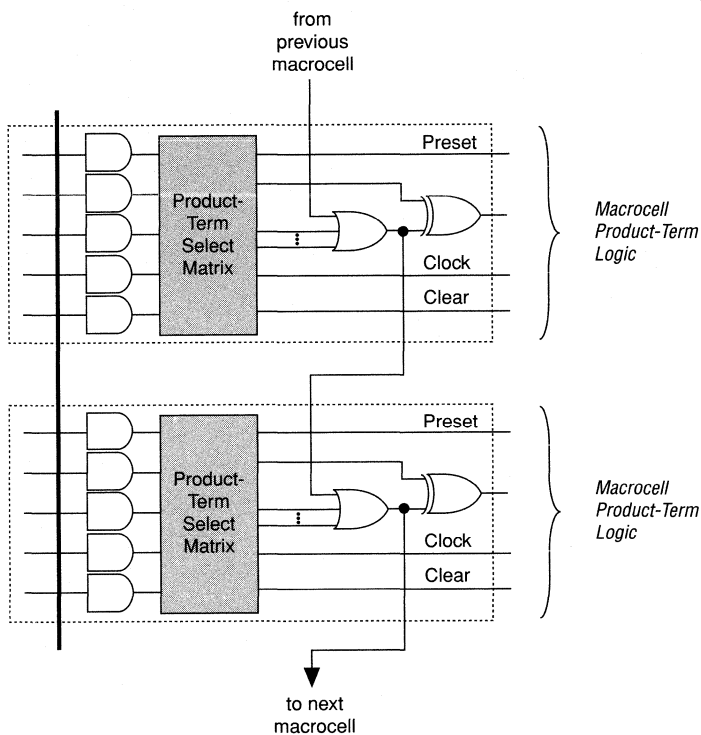 from
previous
macrocell
Preset
Product-
Term
Select
Matrix
Clock
Clear
Macrocell
Product-Term
Logic
Preset
Product-
Term
Select
Matrix
Clock
Clear
Macrocell
Product-Term
Logic
to next
macrocell